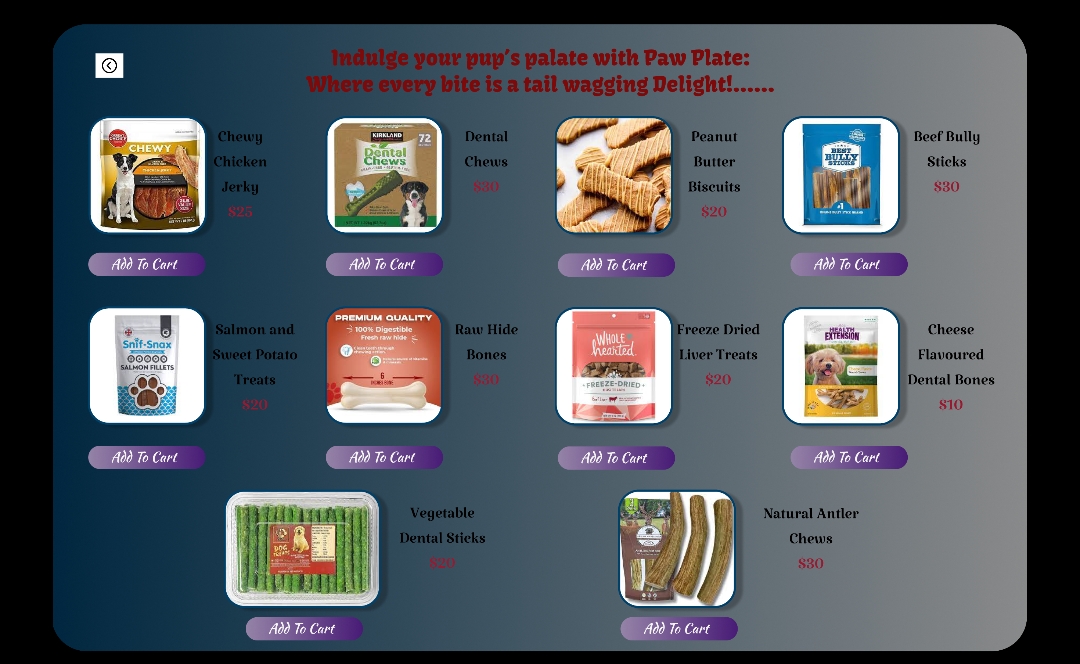 Indulge your pup's palate with Paw Plate:
Where every bite is a tail wagging Delight!......
CHEWY
Chewy
Chicken
Jerky
$25
KIRKLAND
72
Dental
Chews
Dental
Chews
$30
Peanut
Butter
Biscuits
$20
BEST
BULLY
STICKS
#1
Beef Bully
Sticks
$30
Add To Cart
Add To Cart
Add To Cart
Add To Cart
Snif-Snax
SALMON FILLETS
Salmon and
Sweet Potato
Treats
$20
PREMIUM QUALITY
100% Digestible
Fresh raw hide
6
Raw Hide
Bones
$30
WHOLE
hearted
FREEZE-DRIED
Freeze Dried
Liver Treats
$20
HEALTH
EXTENSION
Cheese
Flavoured
Dental Bones
$10
Add To Cart
Add To Cart
Add To Cart
Add To Cart
DOG
Vegetable
Dental Sticks
$20
Natural Antler
Chews
$30
Add To Cart
Add To Cart